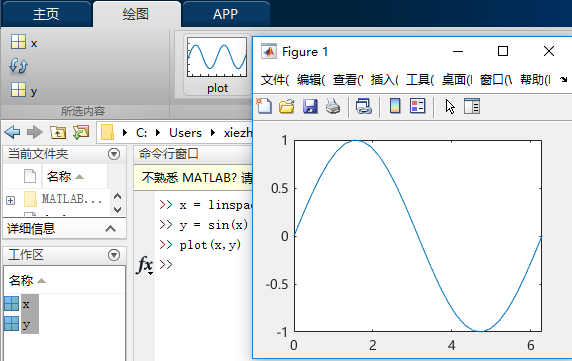 主页 绘图 APP
x
y
所选内容
plot
C: Users xiezh
当前文件夹
名称
MATLAB...
详细信息
工作区
名称
x
y
命令行窗口
不熟悉 MATLAB? 请
>> x = linspa
>> y = sin(x)
>> plot(x,y)
fx >>
Figure 1
文件( 编辑( 查看(' 插入( 工具( 桌面( 窗口(\ 帮助(
1
0.5
0
-0.5
-1
0 2 4 6